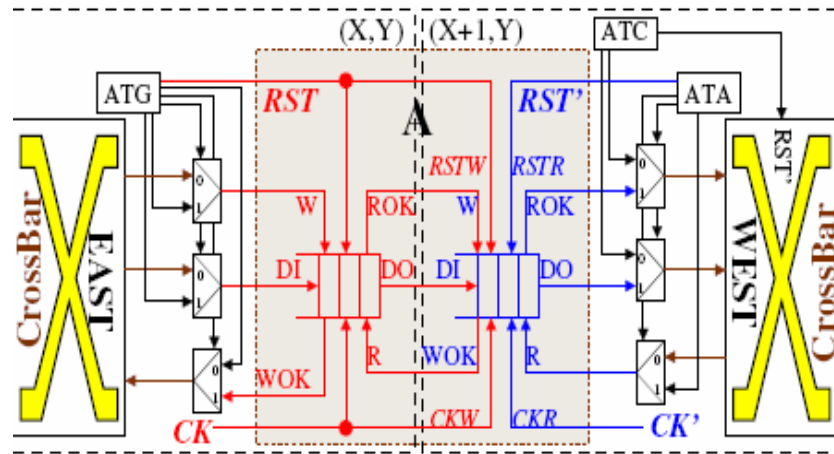 (X,Y) (X+1,Y)
ATC
ATG
RST
RST'
ATA
A
RST'
CrossBar
EAST
0
1
0
1
0
1
RSTW
RSTR
W
ROK
W
ROK
DI
DO
DI
DO
WOK
R
WOK
R
CK
CKW
CKR
CK'
0
1
0
1
0
1
WEST
CrossBar